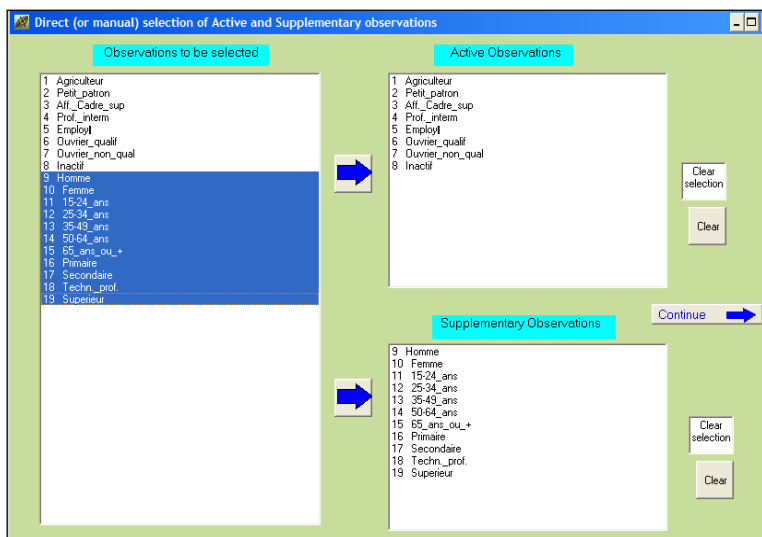 Direct (or manual) selection of Active and Supplementary observations
Observations to be selected
1 Agriculteur
2 Petit_patron
3 Aff._Cadre_sup
4 Prof._interm
5 Employl
6 Ouvrier_qualif
7 Ouvrier_non_qual
8 Inactif
9 Homme
10 Femme
11 15-24_ans
12 25-34_ans
13 35-49_ans
14 50-64_ans
15 65_ans_ou_+
16 Primaire
17 Secondaire
18 Techn._prof.
19 Superieur
Active Observations
1 Agriculteur
2 Petit_patron
3 Aff._Cadre_sup
4 Prof._interm
5 Employl
6 Ouvrier_qualif
7 Ouvrier_non_qual
8 Inactif
Clear
selection
Clear
Continue
Supplementary Observations
9 Homme
10 Femme
11 15-24_ans
12 25-34_ans
13 35-49_ans
14 50-64_ans
15 65_ans_ou_+
16 Primaire
17 Secondaire
18 Techn._prof.
19 Superieur
Clear
selection
Clear